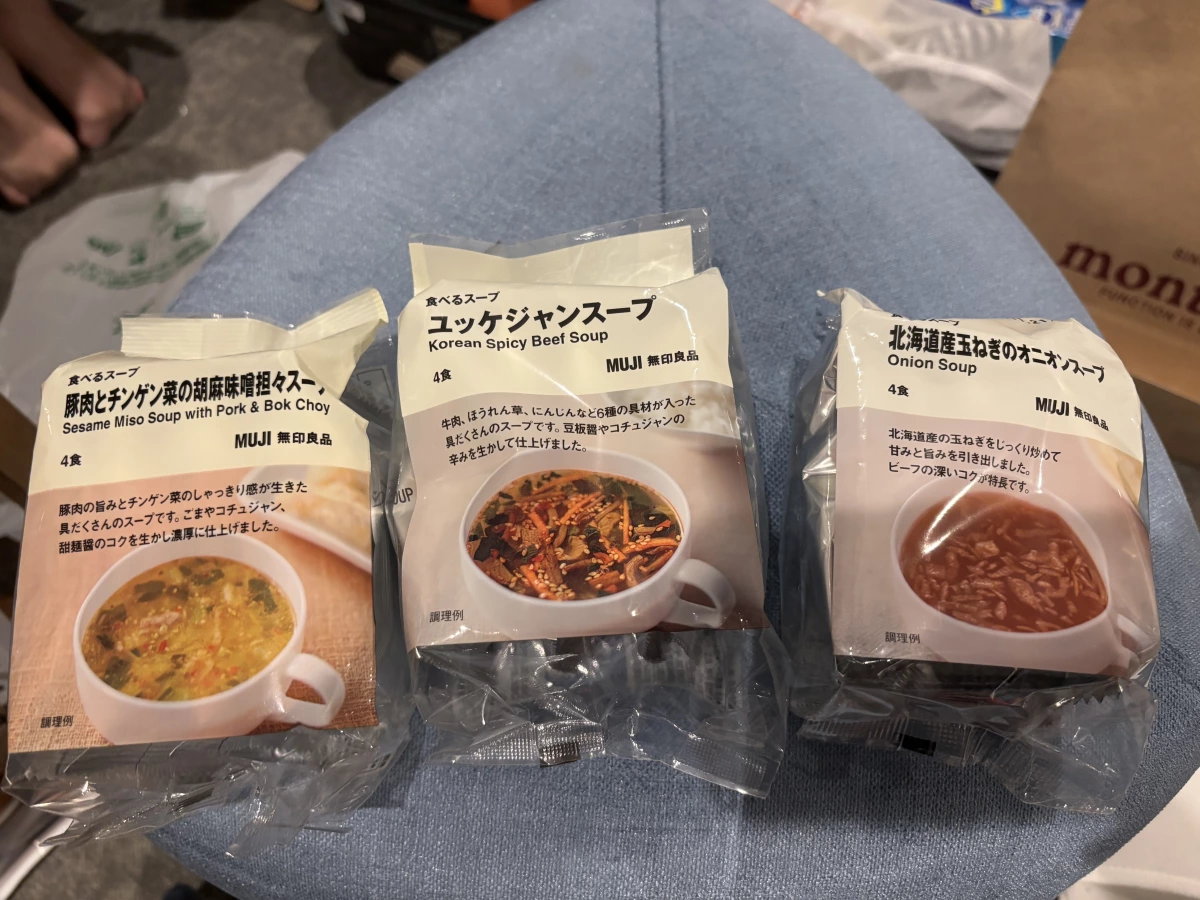 食べるスープ
豚肉とチンゲン菜の胡麻味噌担々スープ
Sesame Miso Soup with Pork & Bok Choy
MUJI 無印良品
4食
豚肉の旨みとチンゲン菜のしゃっきり感が生きた
具だくさんのスープです。ごまやコチュジャン、
甜麺醤のコクを生かし濃厚に仕上げました。
調理例
食べるスープ
ユッケジャンスープ
Korean Spicy Beef Soup
MUJI 無印良品
4食
牛肉、ほうれん草、にんじんなど6種の具材が入った
具だくさんのスープです。豆板醤やコチュジャンの
辛みを生かして仕上げました。
調理例
北海道産玉ねぎのオニオンスープ
Onion Soup
4食
MUJI 無印良品
北海道産の玉ねぎをじっくり炒めて
甘みと旨みを引き出しました。
ビーフの深いコクが特長です。
調理例
SOUP
mon
FUNCTION